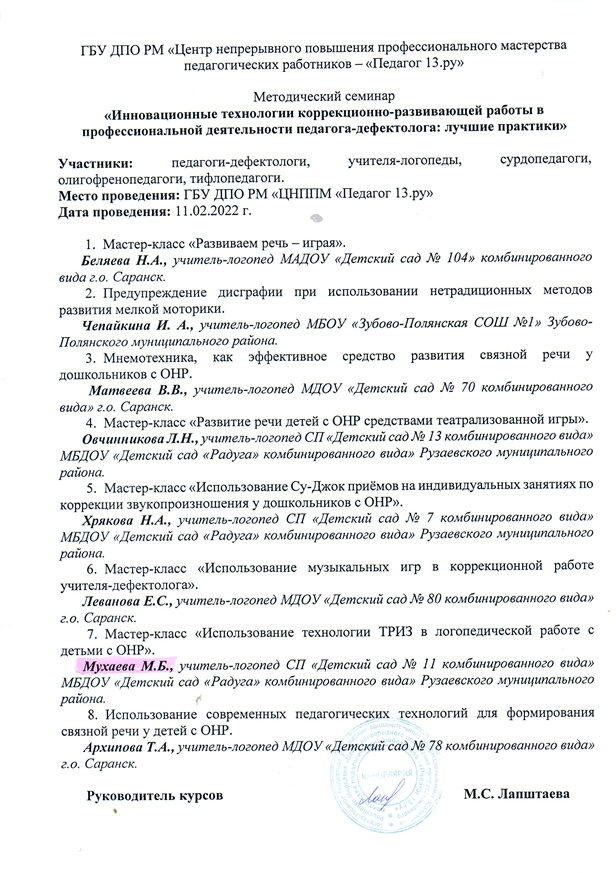 ГБУ ДПО РМ «Центр непрерывного повышения профессионального мастерства
педагогических работников – «Педагог 13.ру»
Методический семинар
«Инновационные технологии коррекционно-развивающей работы в
профессиональной деятельности педагога-дефектолога: лучшие практики»
Участники: педагоги-дефектологи, учителя-логопеды, сурдопедагоги,
олигофренопедагоги, тифлопедагоги.
Место проведения: ГБУ ДПО РМ «ЦНППМ «Педагог 13.ру»
Дата проведения: 11.02.2022 г.
1. Мастер-класс «Развиваем речь – играя».
Беляева Н.А., учитель-логопед МАДОУ «Детский сад № 104» комбинированного
вида г.о. Саранск.
2. Предупреждение дисграфии при использовании нетрадиционных методов
развития мелкой моторики.
Чепайкина И. А., учитель-логопед МБОУ «Зубово-Полянская СОШ №1» Зубово-
Полянского муниципального района.
3. Мнемотехника, как эффективное средство развития связной речи у
дошкольников с ОНР.
Матвеева В.В., учитель-логопед МДОУ «Детский сад № 70 комбинированного
вида» г.о. Саранск.
4. Мастер-класс «Развитие речи детей с ОНР средствами театрализованной игры».
Овчинникова Л.Н., учитель-логопед СП «Детский сад № 13 комбинированного вида»
МБДОУ «Детский сад «Радуга» комбинированного вида» Рузаевского муниципального
района.
5. Мастер-класс «Использование Су-Джок приёмов на индивидуальных занятиях по
коррекции звукопроизношения у дошкольников с ОНР».
Хрякова Н.А., учитель-логопед СП «Детский сад № 7 комбинированного вида»
МБДОУ «Детский сад «Радуга» комбинированного вида» Рузаевского муниципального
района.
6. Мастер-класс «Использование музыкальных игр в коррекционной работе
учителя-дефектолога».
Леванова Е.С., учитель-логопед МДОУ «Детский сад № 80 комбинированного вида»
г.о. Саранск.
7. Мастер-класс «Использование технологии ТРИЗ в логопедической работе с
детьми с ОНР».
Мухаева М.Б., учитель-логопед СП «Детский сад № 11 комбинированного вида»
МБДОУ «Детский сад «Радуга» комбинированного вида» Рузаевского муниципального
района.
8. Использование современных педагогических технологий для формирования
связной речи у детей с ОНР.
Архипова Т.А., учитель-логопед МДОУ «Детский сад № 78 комбинированного вида»
г.о. Саранск.
КАНЦЕЛЯРИЯ
Руководитель курсов М.С. Лапштаева